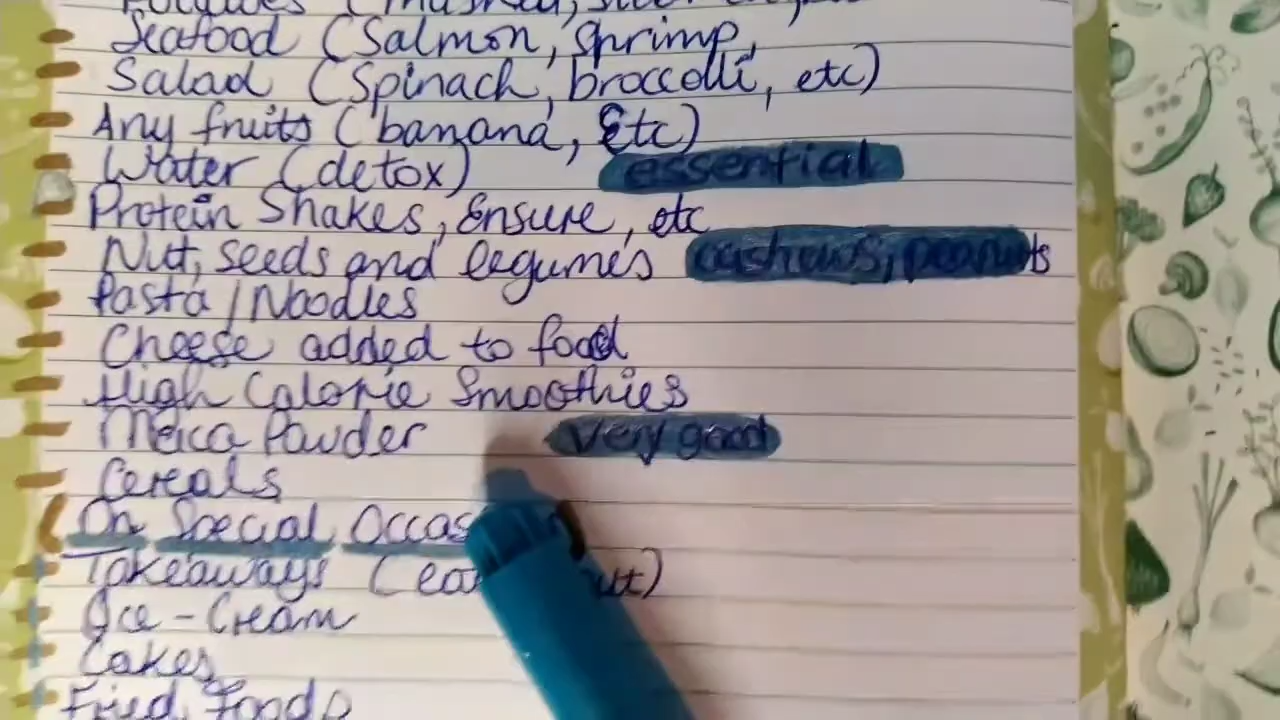 Seafood (Salmon, Shrimp,
Salad (Spinach, broccolli, etc)
Any fruits (banana, Etc)
Water (detox) essential
Protein Shakes, Ensure, etc
Nut, seeds and legumes cashews, peanuts
Pasta / Noodles
Cheese added to food
High Calorie Smoothies
Maca Powder very good
Cereals
On Special Occas
Takeaways (eat ut)
Ice-Cream
Cakes
Fried Foods